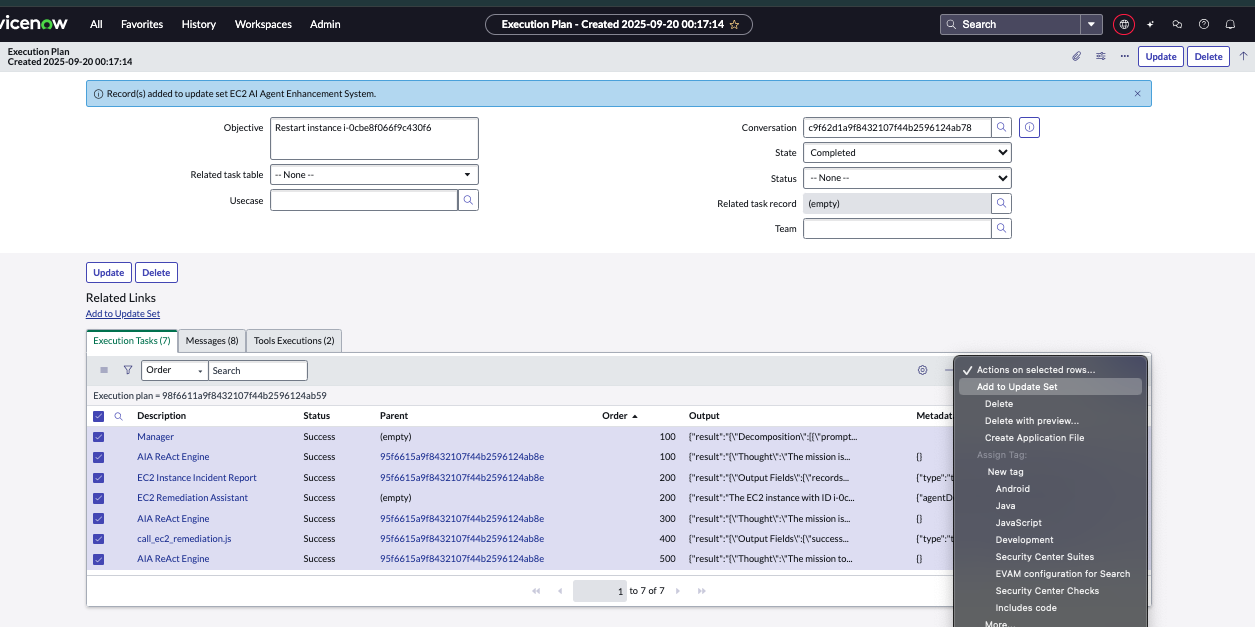 vicenow All Favorites History Workspaces Admin Execution Plan - Created 2025-09-20 00:17:14 Search
Execution Plan
Created 2025-09-20 00:17:14
Update Delete
Record(s) added to update set EC2 AI Agent Enhancement System.
Objective Restart instance i-0cbe8f066f9c430f6 Conversation c9f62d1a9f8432107f44b2596124ab78
State Completed
Related task table -- None -- Status -- None --
Usecase Related task record (empty)
Team
Update Delete
Related Links
Add to Update Set
Execution Tasks (7) Messages (8) Tools Executions (2)
Order Search
Execution plan = 98f6611a9f8432107f44b2596124ab59
Description Status Parent Order Output Metadat
Manager Success (empty) 100 {"result":"{\"Decomposition\":[{\"prompt...
AIA ReAct Engine Success 95f6615a9f8432107f44b2596124ab8e 100 {"result":"{\"Thought\":\"The mission is... {}
EC2 Instance Incident Report Success 95f6615a9f8432107f44b2596124ab8e 200 {"result":"{\"Output Fields\":{\"records... {"type":"t
EC2 Remediation Assistant Success (empty) 200 {"result":"The EC2 instance with ID i-0c... {"agentD
AIA ReAct Engine Success 95f6615a9f8432107f44b2596124ab8e 300 {"result":"{\"Thought\":\"The mission is... {}
call_ec2_remediation.js Success 95f6615a9f8432107f44b2596124ab8e 400 {"result":"{\"Output Fields\":{\"success... {"type":"t
AIA ReAct Engine Success 95f6615a9f8432107f44b2596124ab8e 500 {"result":"{\"Thought\":\"The mission to... {}
1 to 7 of 7
Actions on selected rows...
Add to Update Set
Delete
Delete with preview...
Create Application File
Assign Tag:
New tag
Android
Java
JavaScript
Development
Security Center Suites
EVAM configuration for Search
Security Center Checks
Includes code
More...